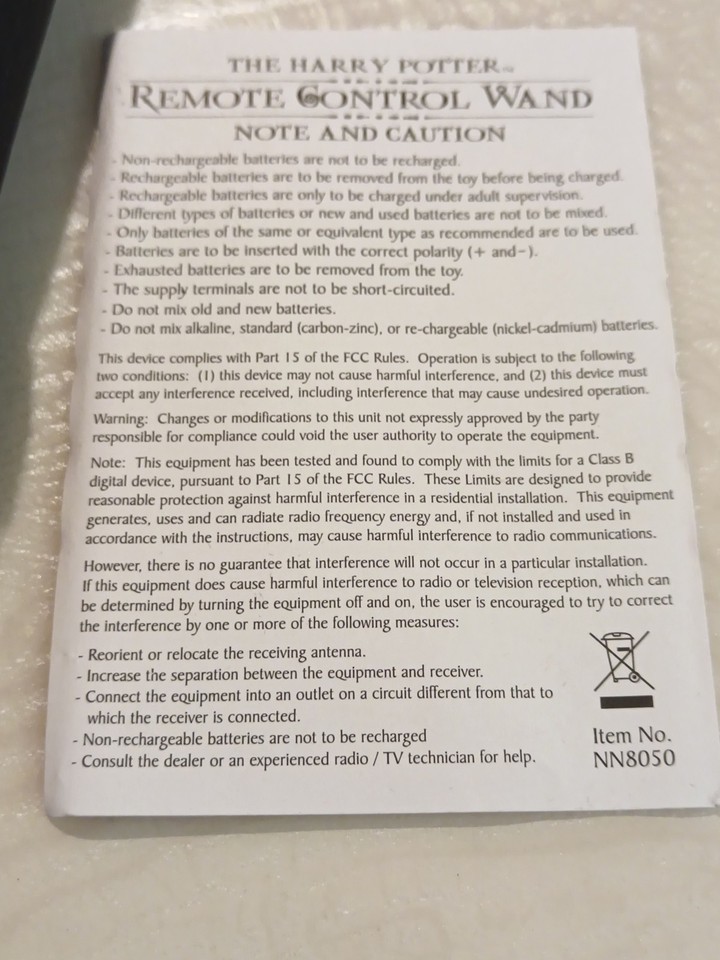 THE HARRY POTTER™
REMOTE CONTROL WAND
NOTE AND CAUTION
- Non-rechargeable batteries are not to be recharged.
- Rechargeable batteries are to be removed from the toy before being charged.
- Rechargeable batteries are only to be charged under adult supervision.
- Different types of batteries or new and used batteries are not to be mixed.
- Only batteries of the same or equivalent type as recommended are to be used.
- Batteries are to be inserted with the correct polarity (+ and-).
- Exhausted batteries are to be removed from the toy.
- The supply terminals are not to be short-circuited.
- Do not mix old and new batteries.
- Do not mix alkaline, standard (carbon-zinc), or re-chargeable (nickel-cadmium) batteries.
This device complies with Part 15 of the FCC Rules. Operation is subject to the following
two conditions: (1) this device may not cause harmful interference, and (2) this device must
accept any interference received, including interference that may cause undesired operation.
Warning: Changes or modifications to this unit not expressly approved by the party
responsible for compliance could void the user authority to operate the equipment.
Note: This equipment has been tested and found to comply with the limits for a Class B
digital device, pursuant to Part 15 of the FCC Rules. These Limits are designed to provide
reasonable protection against harmful interference in a residential installation. This equipment
generates, uses and can radiate radio frequency energy and, if not installed and used in
accordance with the instructions, may cause harmful interference to radio communications.
However, there is no guarantee that interference will not occur in a particular installation.
If this equipment does cause harmful interference to radio or television reception, which can
be determined by turning the equipment off and on, the user is encouraged to try to correct
the interference by one or more of the following measures:
- Reorient or relocate the receiving antenna.
- Increase the separation between the equipment and receiver.
- Connect the equipment into an outlet on a circuit different from that to
which the receiver is connected.
- Non-rechargeable batteries are not to be recharged
- Consult the dealer or an experienced radio / TV technician for help.
Item No.
NN8050